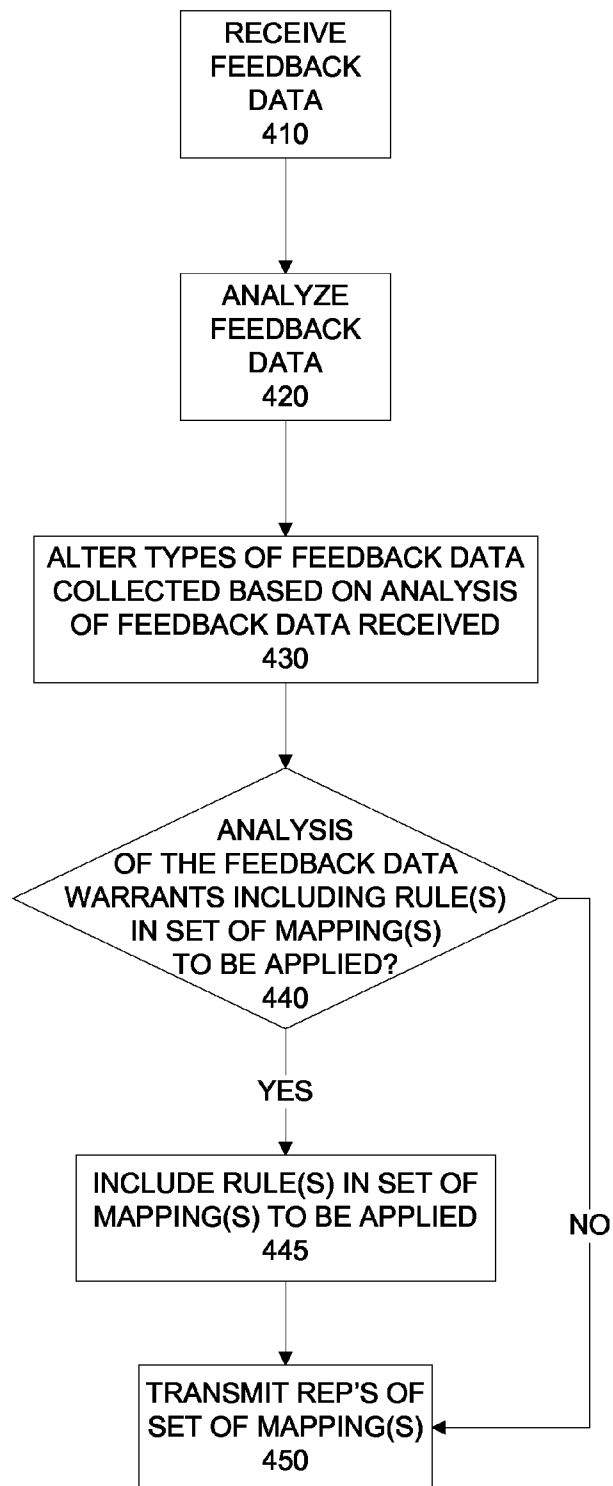 RECEIVE
FEEDBACK
DATA
410
ANALYZE
FEEDBACK
DATA
420
ALTER TYPES OF FEEDBACK DATA
COLLECTED BASED ON ANALYSIS
OF FEEDBACK DATA RECEIVED
430
ANALYSIS
OF THE FEEDBACK DATA
WARRANTS INCLUDING RULE(S)
IN SET OF MAPPING(S)
TO BE APPLIED?
440
YES
INCLUDE RULE(S) IN SET OF
MAPPING(S) TO BE APPLIED
445
NO
TRANSMIT REP'S OF
SET OF MAPPING(S)
450